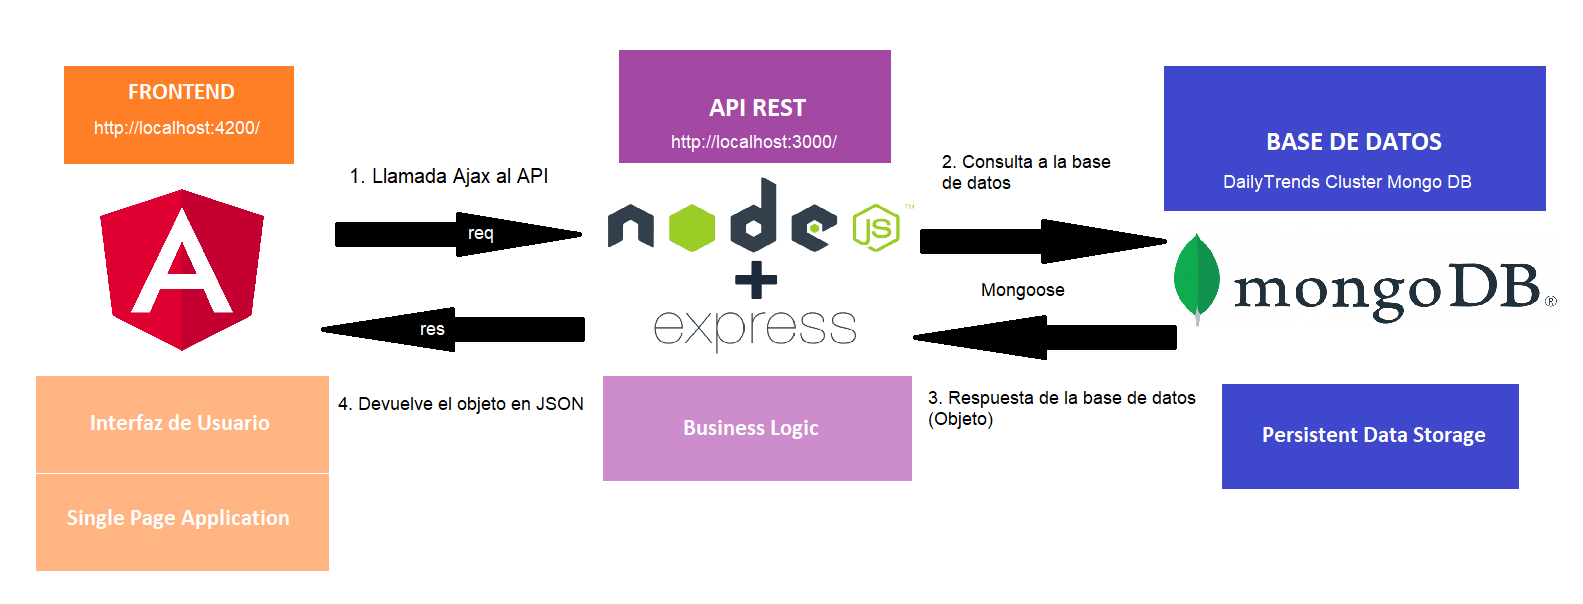 FRONTEND
http://localhost:4200/
API REST
http://localhost:3000/
BASE DE DATOS
DailyTrends Cluster Mongo DB
1. Llamada Ajax al API
req
2. Consulta a la base
de datos
A
node JS™
+
express
Mongoose
mongoDB®
res
4. Devuelve el objeto en JSON
3. Respuesta de la base de datos
(Objeto)
Interfaz de Usuario
Single Page Application
Business Logic
Persistent Data Storage